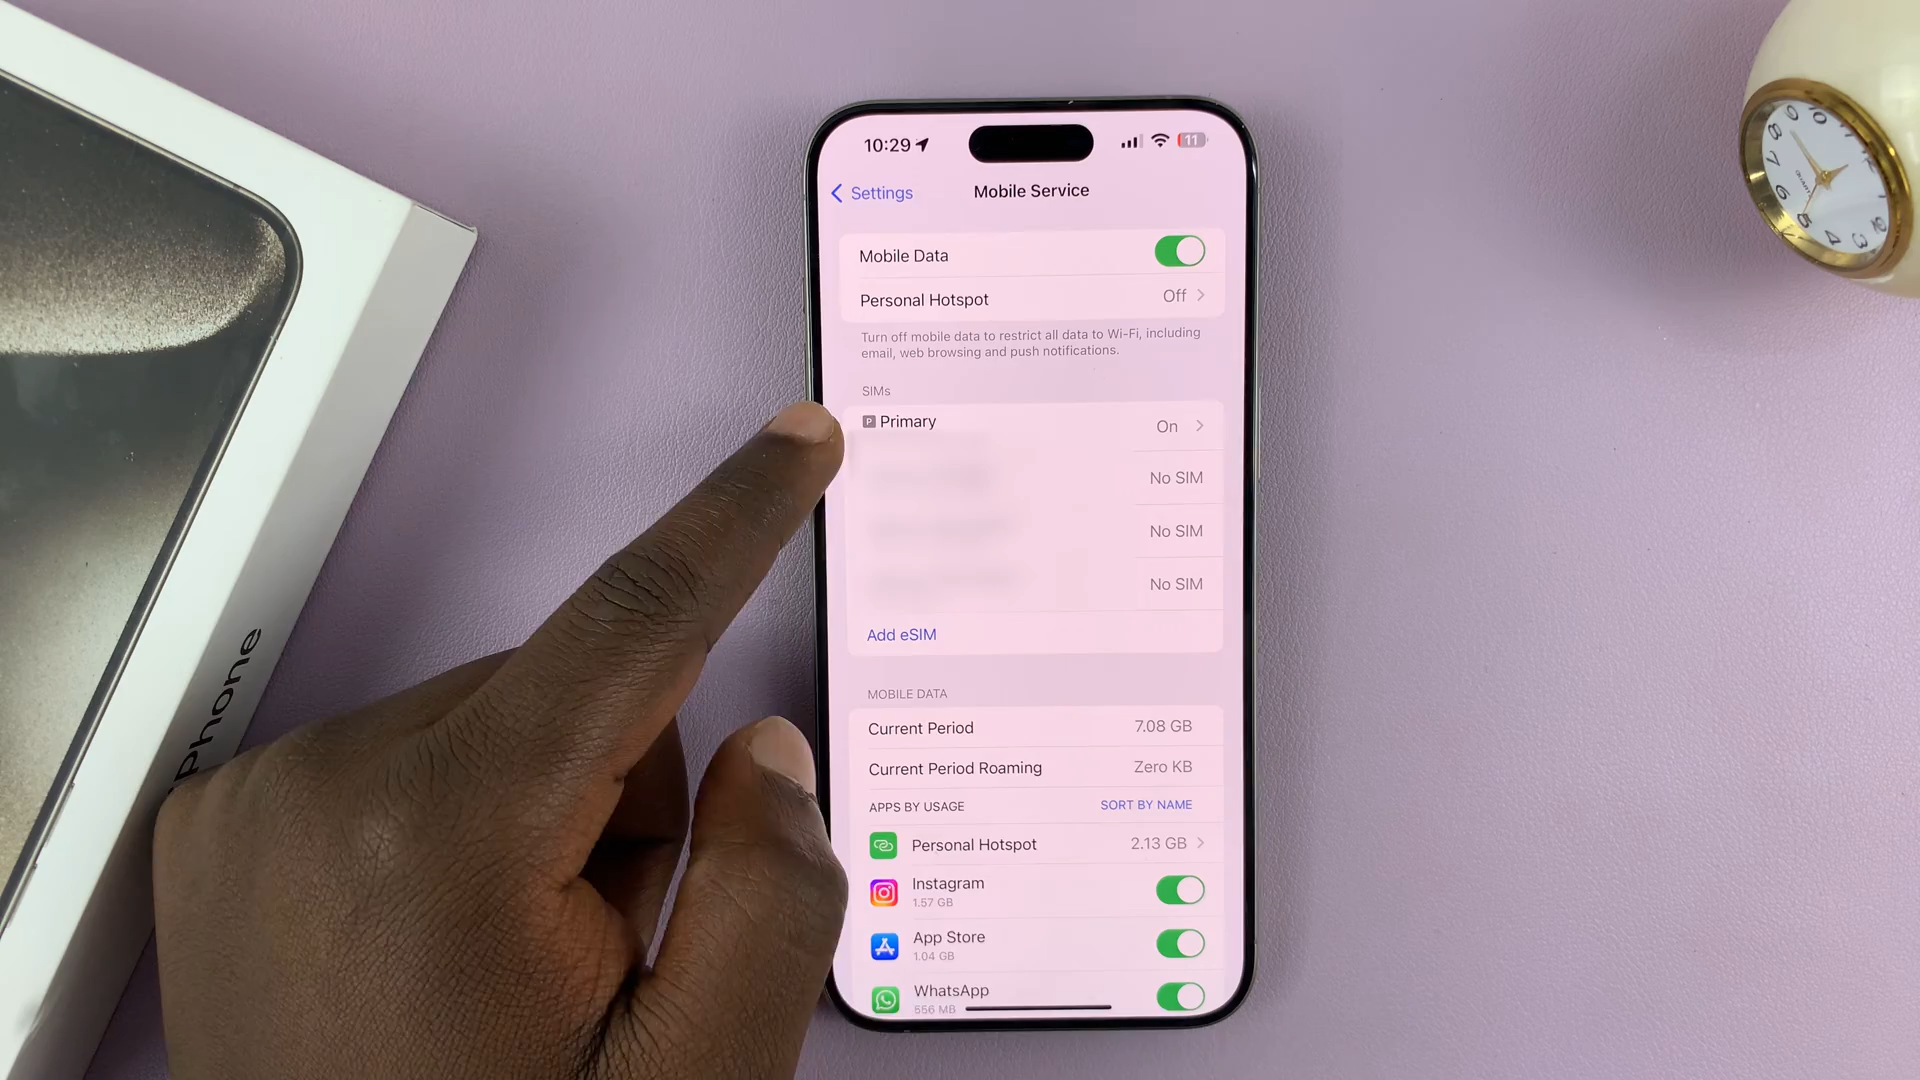 10:29
11
Settings
Mobile Service
Mobile Data
Personal Hotspot
Off
Turn off mobile data to restrict all data to Wi-Fi, including
email, web browsing and push notifications.
SIMs
P Primary
On
No SIM
No SIM
No SIM
Add eSIM
MOBILE DATA
Current Period
7.08 GB
Current Period Roaming
Zero KB
APPS BY USAGE
SORT BY NAME
Personal Hotspot
2.13 GB
Instagram
1.57 GB
App Store
1.04 GB
WhatsApp
556 MB
Phone